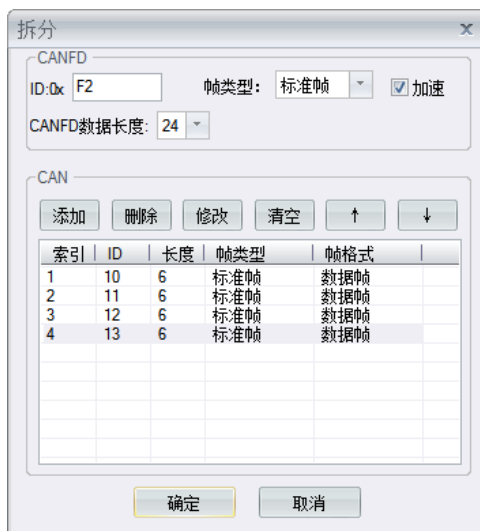 拆分
CANFD
ID:0x F2 帧类型： 标准帧 加速
CANFD数据长度: 24
CAN
添加 删除 修改 清空 ↑ ↓
索引 ID 长度 帧类型 帧格式
1 10 6 标准帧 数据帧
2 11 6 标准帧 数据帧
3 12 6 标准帧 数据帧
4 13 6 标准帧 数据帧
确定 取消